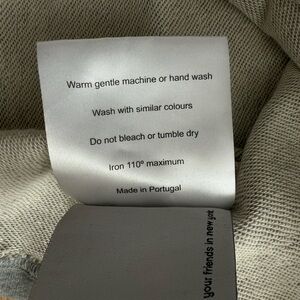 Warm gentle machine or hand wash
Wash with similar colours
Do not bleach or tumble dry
Iron 110º maximum
Made in Portugal
your friends in new york